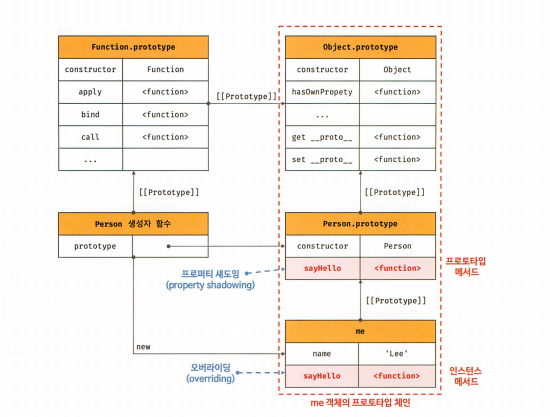 Function.prototype
constructor Function
apply <function>
bind <function>
call <function>
...
[[Prototype]]
Object.prototype
constructor Object
hasOwnPropety <function>
...
get __proto__ <function>
set __proto__ <function>
[[Prototype]]
[[Prototype]]
Person 생성자 함수
prototype
Person.prototype
constructor Person
sayHello <function>
프로퍼티 섀도잉
(property shadowing)
프로토타입
메서드
[[Prototype]]
new
me
name 'Lee'
sayHello <function>
오버라이딩
(overriding)
인스턴스
메서드
me 객체의 프로토타입 체인